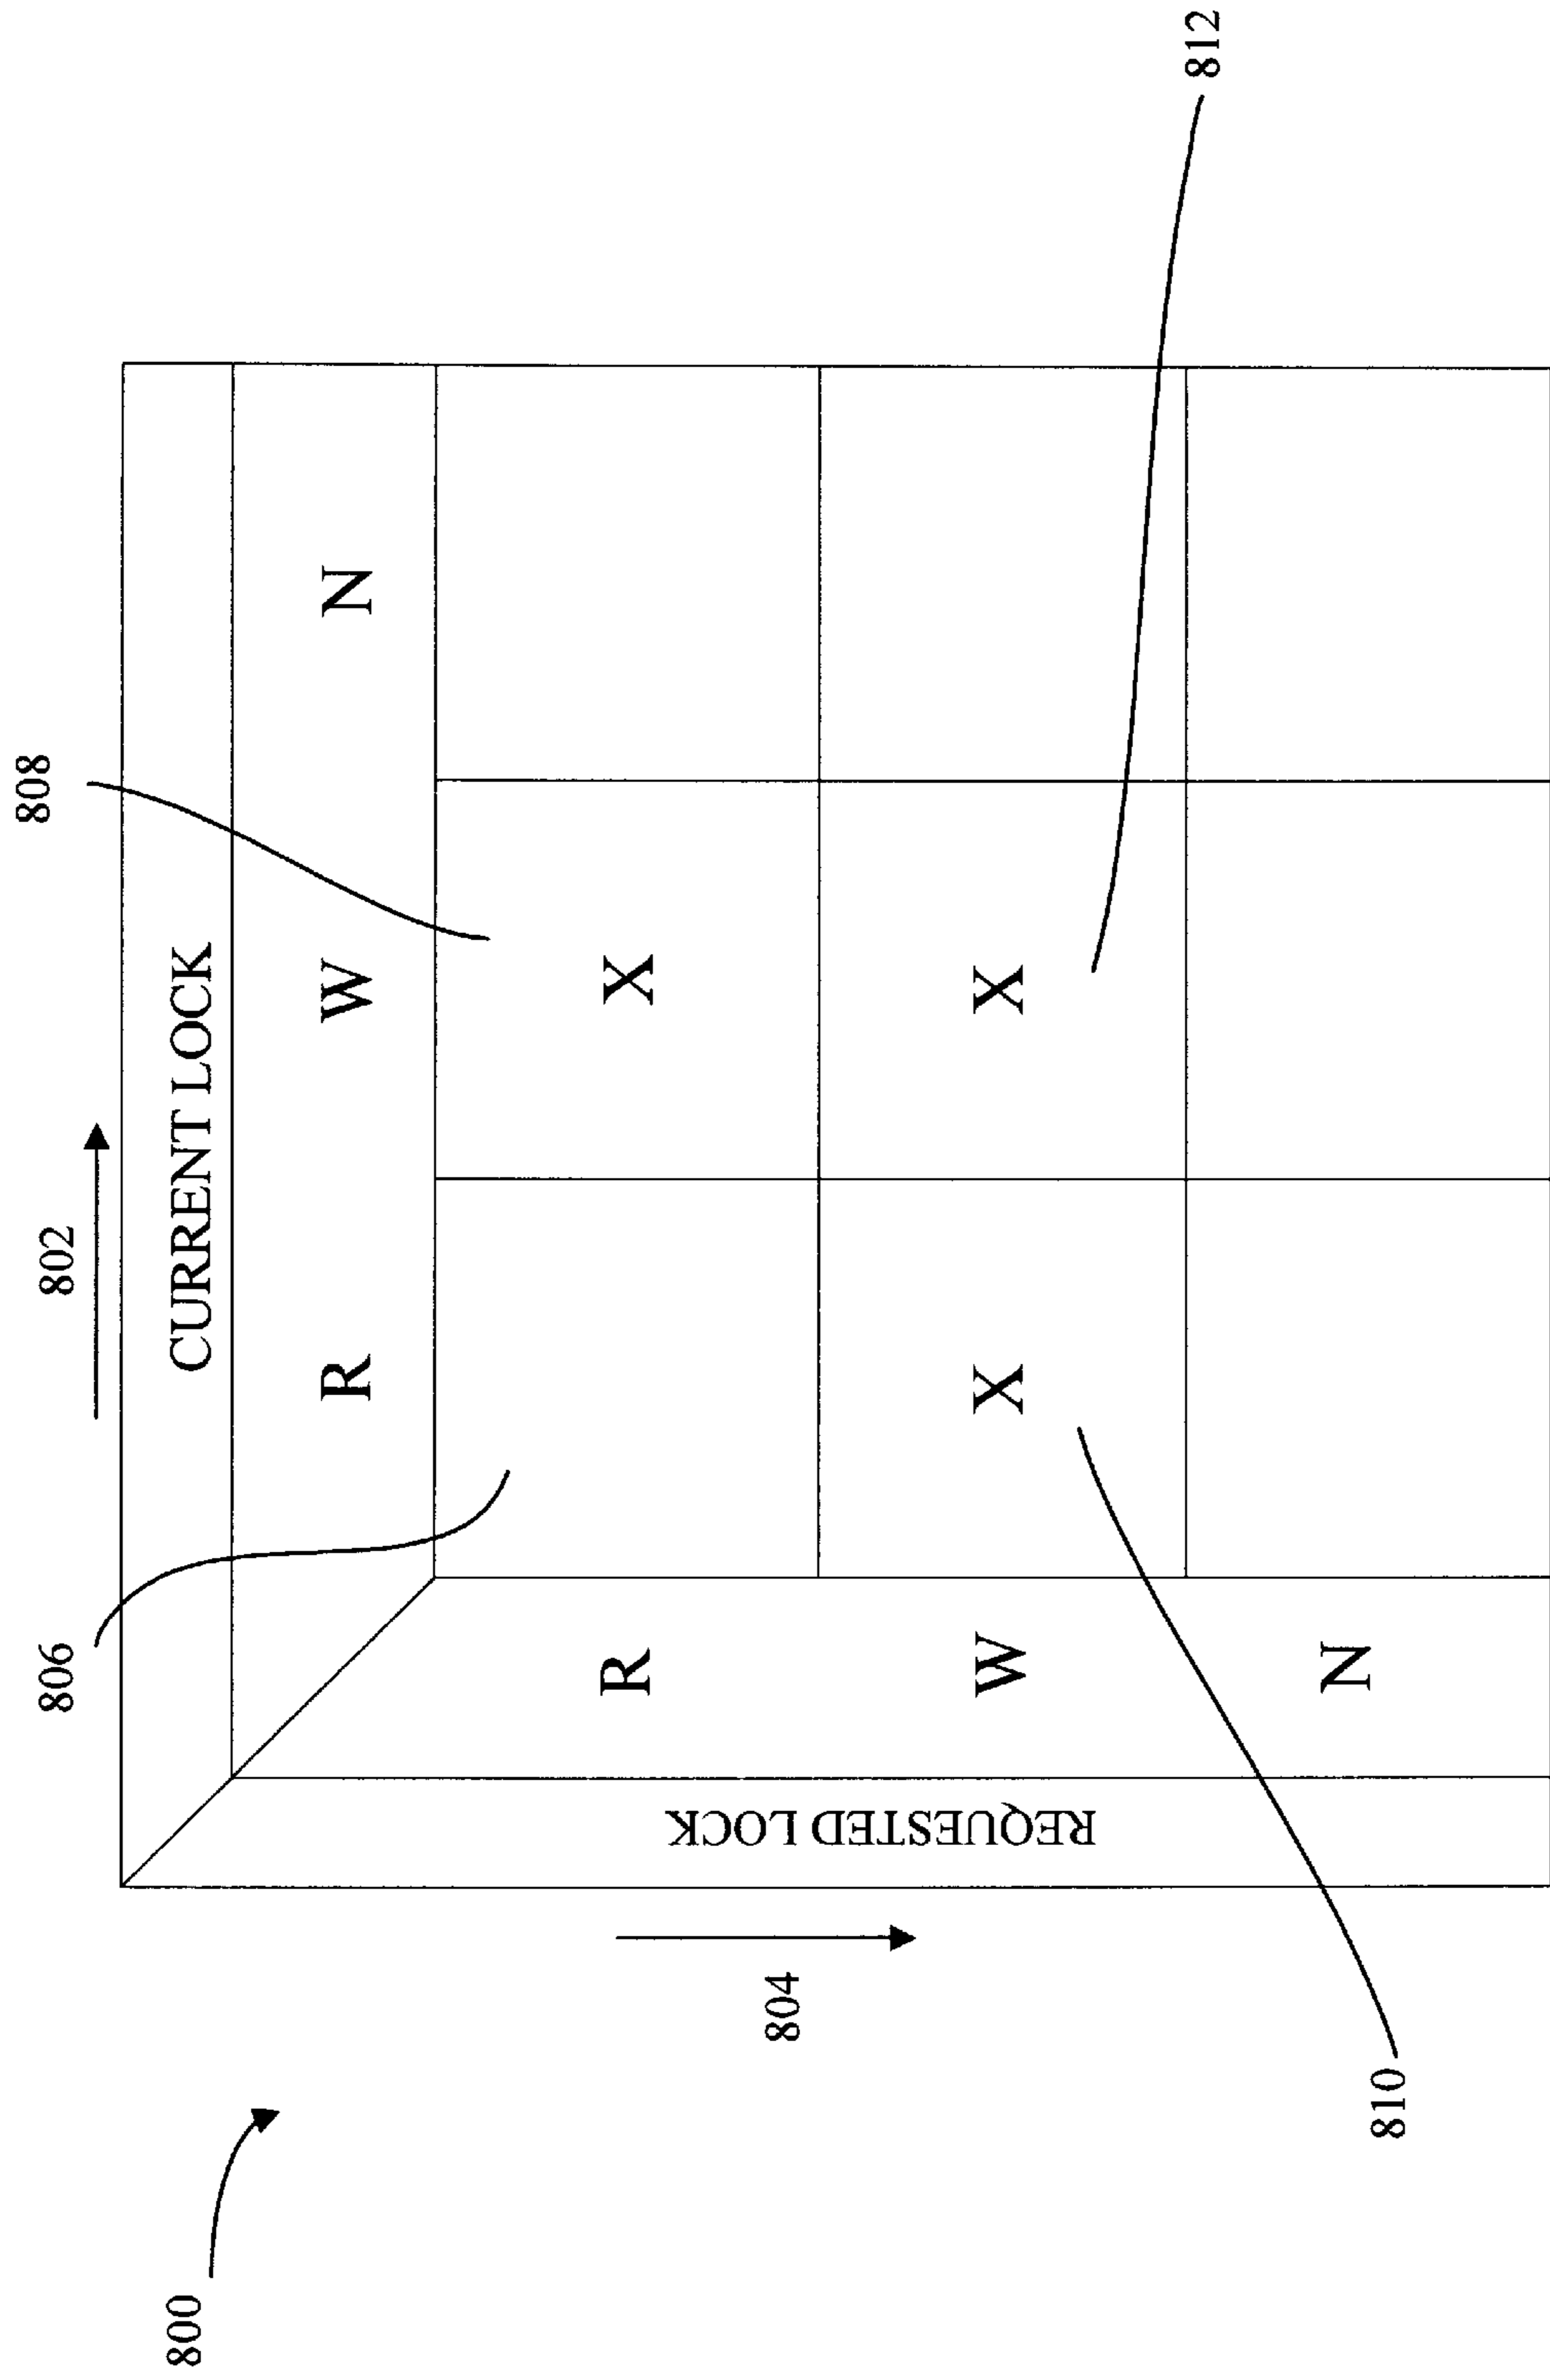 806 802 808
800
CURRENT LOCK
R W N
R X
804
REQUESTED LOCK
W X X
812
N
810